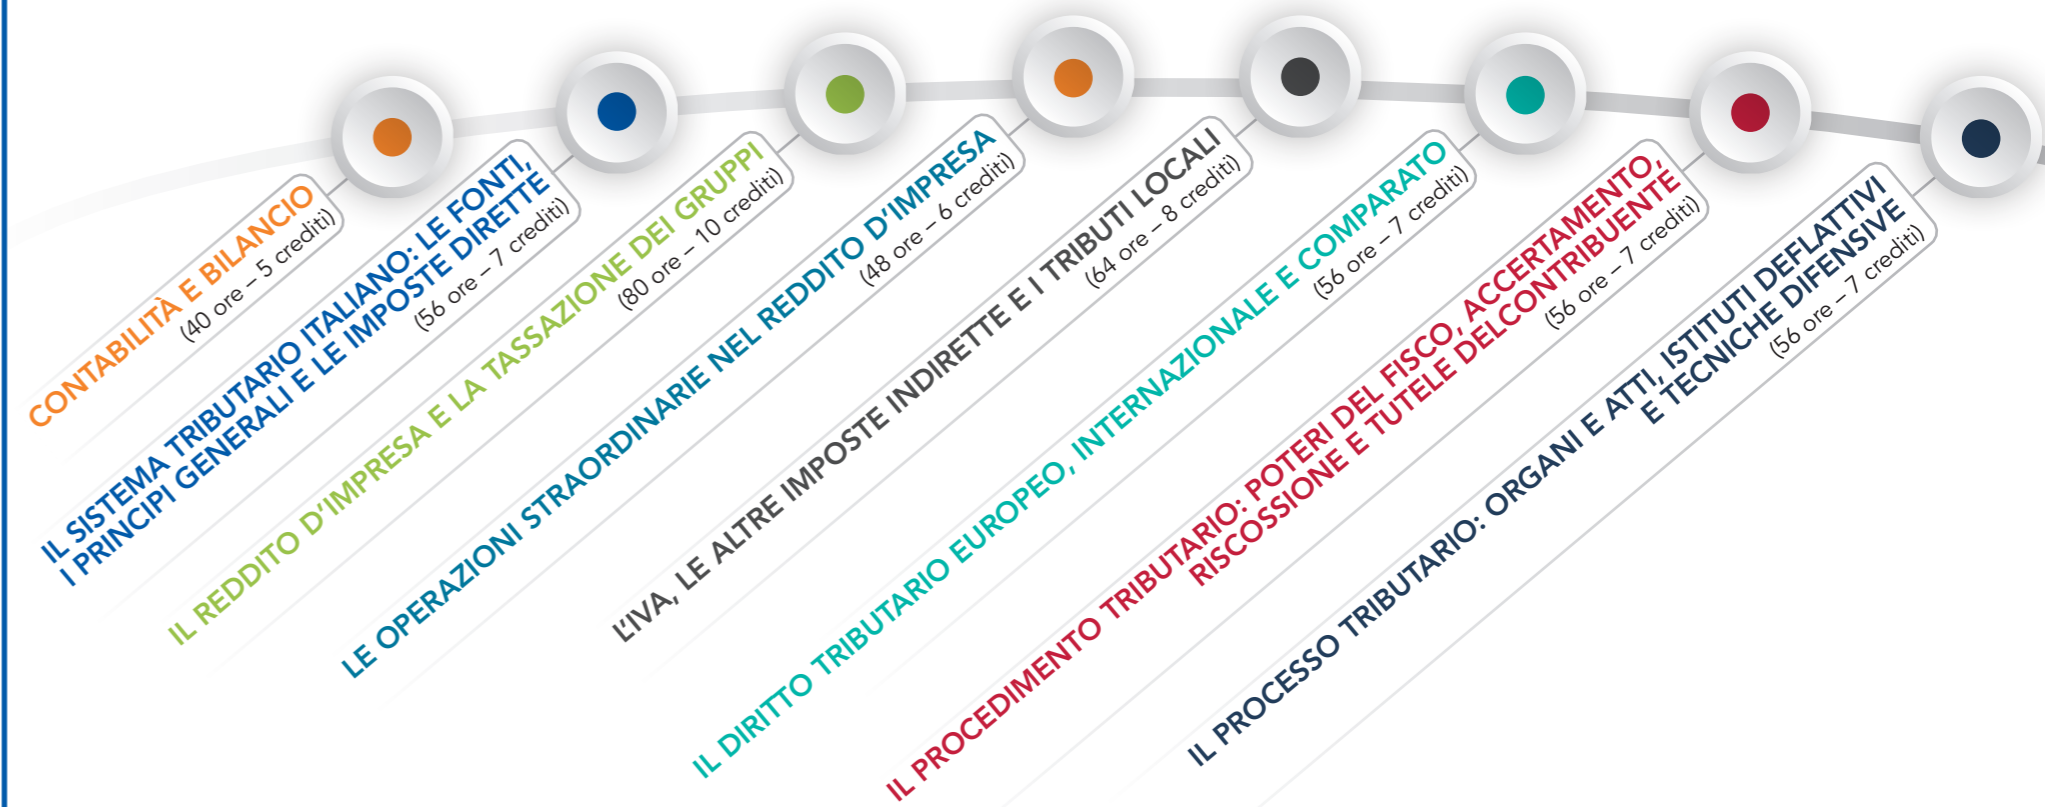 CONTABILITÀ E BILANCIO
(40 ore – 5 crediti)
IL SISTEMA TRIBUTARIO ITALIANO: LE FONTI,
I PRINCIPI GENERALI E LE IMPOSTE DIRETTE
(56 ore – 7 crediti)
IL REDDITO D’IMPRESA E LA TASSAZIONE DEI GRUPPI
(80 ore – 10 crediti)
LE OPERAZIONI STRAORDINARIE NEL REDDITO D’IMPRESA
(48 ore – 6 crediti)
L’IVA, LE ALTRE IMPOSTE INDIRETTE E I TRIBUTI LOCALI
(64 ore – 8 crediti)
IL DIRITTO TRIBUTARIO EUROPEO, INTERNAZIONALE E COMPARATO
(56 ore – 7 crediti)
IL PROCEDIMENTO TRIBUTARIO: POTERI DEL FISCO, ACCERTAMENTO,
RISCOSSIONE E TUTELE DELCONTRIBUENTE
(56 ore – 7 crediti)
IL PROCESSO TRIBUTARIO: ORGANI E ATTI, ISTITUTI DEFLATTIVI
E TECNICHE DIFENSIVE
(56 ore – 7 crediti)